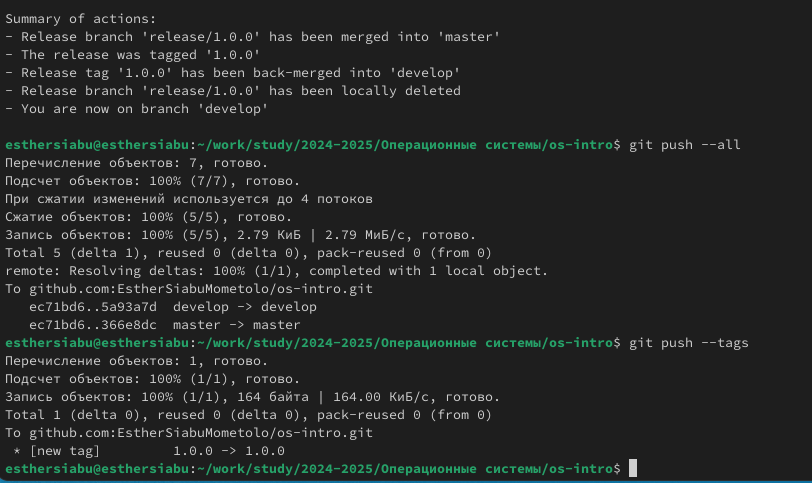 Summary of actions:
- Release branch 'release/1.0.0' has been merged into 'master'
- The release was tagged '1.0.0'
- Release tag '1.0.0' has been back-merged into 'develop'
- Release branch 'release/1.0.0' has been locally deleted
- You are now on branch 'develop'
esthersiabu@esthersiabu:~/work/study/2024-2025/Операционные системы/os-intro$ git push --all
Перечисление объектов: 7, готово.
Подсчет объектов: 100% (7/7), готово.
При сжатии изменений используется до 4 потоков
Сжатие объектов: 100% (5/5), готово.
Запись объектов: 100% (5/5), 2.79 КиБ | 2.79 МиБ/с, готово.
Total 5 (delta 1), reused 0 (delta 0), pack-reused 0 (from 0)
remote: Resolving deltas: 100% (1/1), completed with 1 local object.
To github.com:EstherSiabuMometolo/os-intro.git
   ec71bd6..5a93a7d  develop -> develop
   ec71bd6..366e8dc  master -> master
esthersiabu@esthersiabu:~/work/study/2024-2025/Операционные системы/os-intro$ git push --tags
Перечисление объектов: 1, готово.
Подсчет объектов: 100% (1/1), готово.
Запись объектов: 100% (1/1), 164 байта | 164.00 КиБ/с, готово.
Total 1 (delta 0), reused 0 (delta 0), pack-reused 0 (from 0)
To github.com:EstherSiabuMometolo/os-intro.git
 * [new tag]         1.0.0 -> 1.0.0
esthersiabu@esthersiabu:~/work/study/2024-2025/Операционные системы/os-intro$